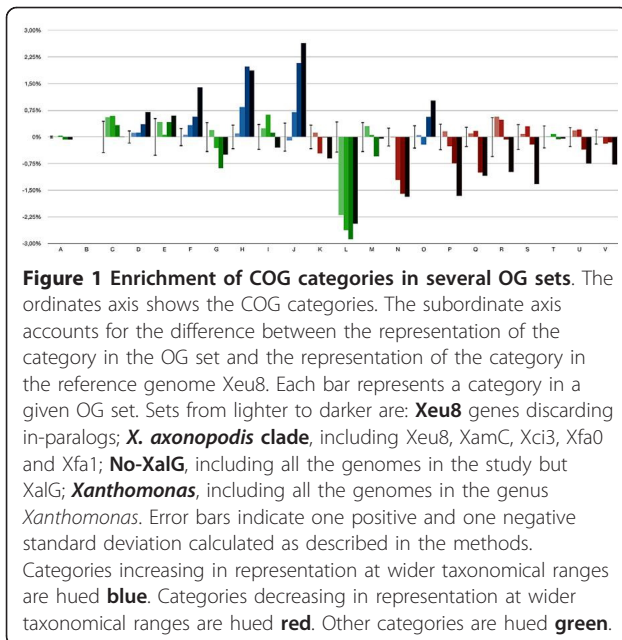 3,00%
2,25%
1,50%
0,75%
0%
-0,75%
-1,50%
-2,25%
-3,00%
A B C D E F G H I J K L M N O P Q R S T U V
Figure 1 Enrichment of COG categories in several OG sets. The
ordinates axis shows the COG categories. The subordinate axis
accounts for the difference between the representation of the
category in the OG set and the representation of the category in
the reference genome Xeu8. Each bar represents a category in a
given OG set. Sets from lighter to darker are: Xeu8 genes discarding
in-paralogs; X. axonopodis clade, including Xeu8, XamC, Xci3, Xfa0
and Xfa1; No-XalG, including all the genomes in the study but
XalG; Xanthomonas, including all the genomes in the genus
Xanthomonas. Error bars indicate one positive and one negative
standard deviation calculated as described in the methods.
Categories increasing in representation at wider taxonomical ranges
are hued blue. Categories decreasing in representation at wider
taxonomical ranges are hued red. Other categories are hued green.